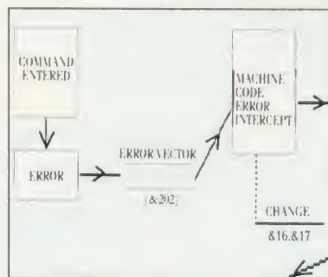 COMMAND
ENTERED
ERROR
ERROR VECTOR
(&202)
MACHINE
CODE
ERROR
INTERCEPT
CHANGE
&16,&17